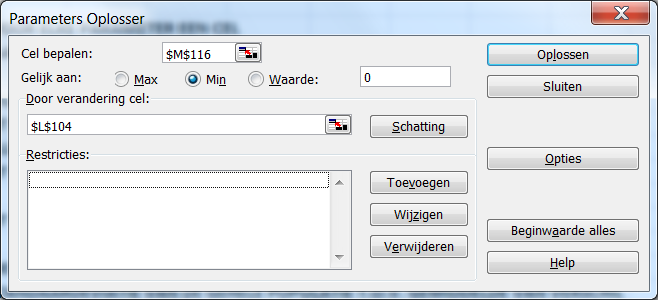 Parameters Oplosser
Cel bepalen: $M$116
Oplossen
Gelijk aan: Max Min Waarde: 0
Sluiten
Door verandering cel:
$L$104
Schatting
Restricties:
Opties
Toevoegen
Wijzigen
Beginwaarde alles
Verwijderen
Help